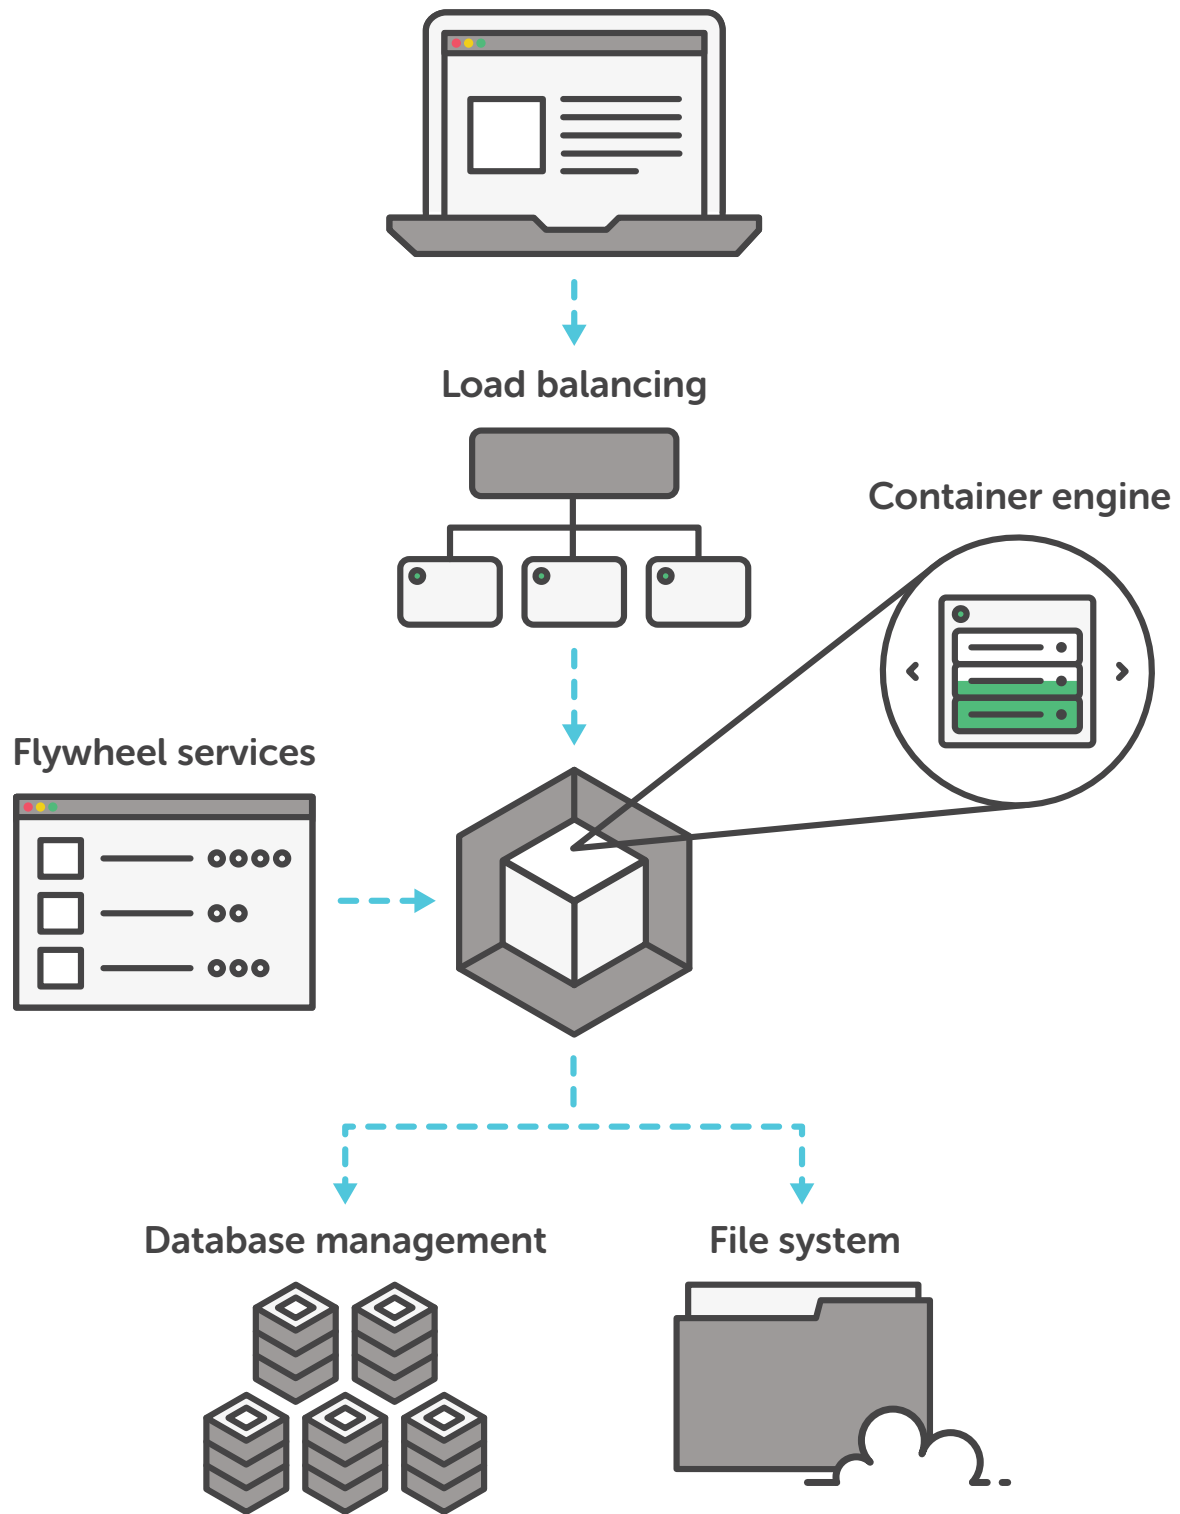 Load balancing
Container engine
Flywheel services
Database management
File system